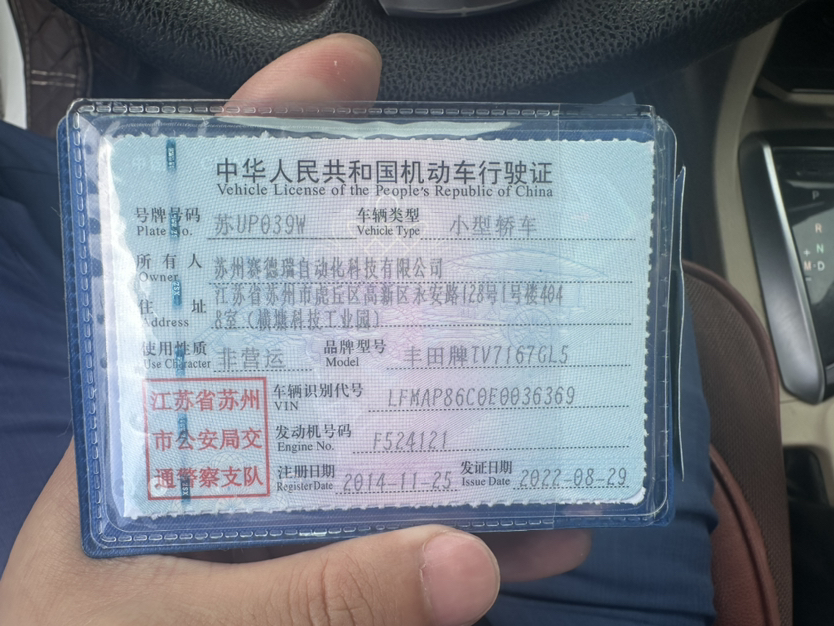 中华人民共和国机动车行驶证
Vehicle License of the People's Republic of China
号牌号码 苏UP039W 车辆类型 小型轿车
Plate No. Vehicle Type
所有人 苏州赛德瑞自动化科技有限公司
Owner
住址 江苏省苏州市虎丘区高新区永安路128号1号楼404
Address 8室（横塘科技工业园）
使用性质 非营运 品牌型号 丰田牌TV7167GL5
Use Character Model
江苏省苏州
市公安局交
通警察支队
车辆识别代号 LFMAP86C0E0036369
VIN
发动机号码 F524121
Engine No.
注册日期 2014-11-25 发证日期 2022-08-29
Register Date Issue Date
P
R
N
M-D